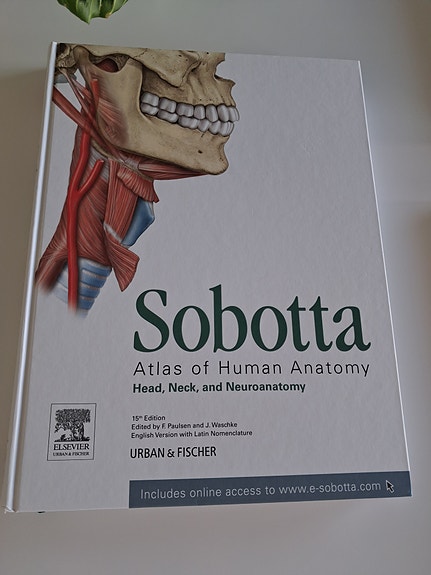 Sobotta
Atlas of Human Anatomy
Head, Neck, and Neuroanatomy
15th Edition
Edited by F. Paulsen and J. Waschke
English Version with Latin Nomenclature
ELSEVIER
URBAN & FISCHER
URBAN & FISCHER
Includes online access to www.e-sobotta.com